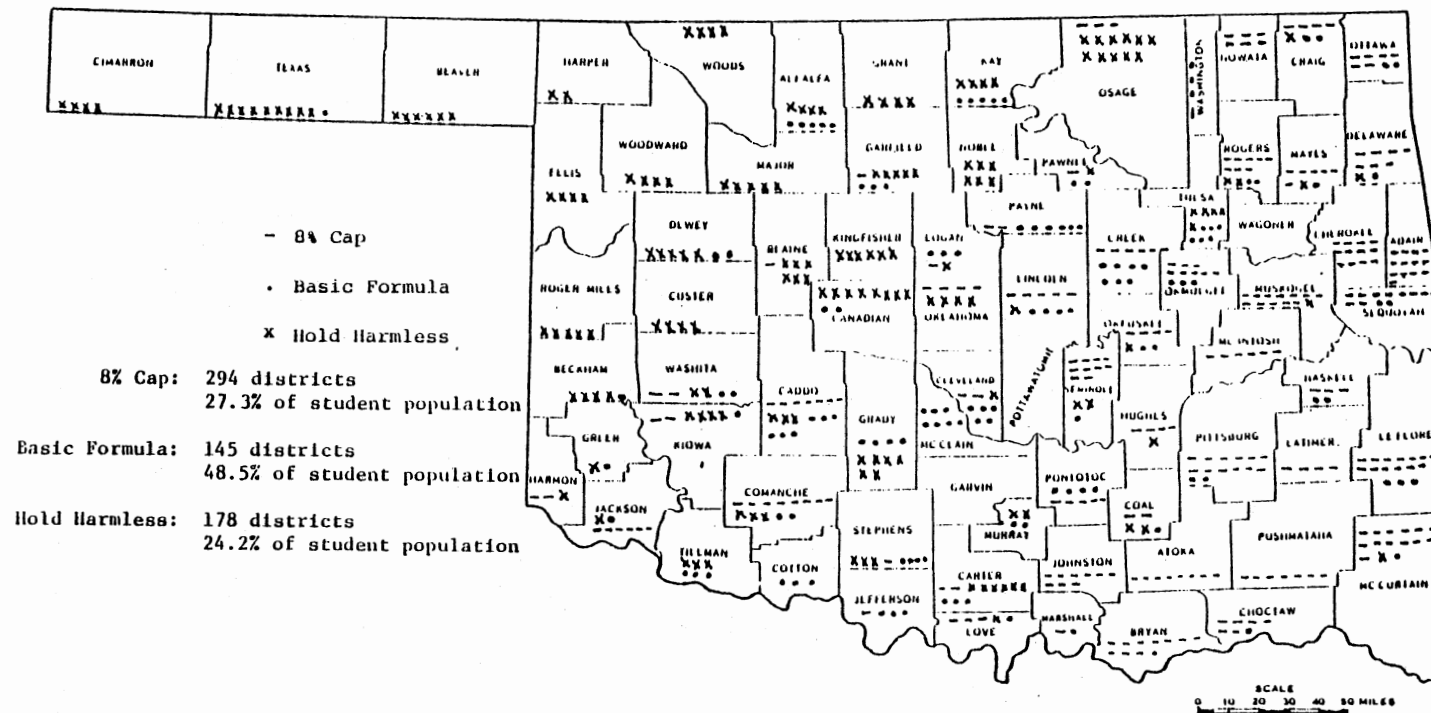 CIMARRON
TEXAS
BEAVER
HARPER
WOODS
ALFALFA
GRANT
KAY
OSAGE
WASHINGTON
NOWATA
CRAIG
OTTAWA
WOODWARD
ELLIS
MAJOR
GARFIELD
NOBLE
PAWNEE
ROGERS
MAYES
DELAWARE
TULSA
DEWEY
BLAINE
KINGFISHER
LOGAN
PAYNE
CREEK
WAGONER
CHEROKEE
ADAIR
- 8% Cap
. Basic Formula
x Hold Harmless
ROGER MILLS
CUSTER
CANADIAN
OKLAHOMA
LINCOLN
OKMULGEE
MUSKOGEE
SEQUOYAH
OKFUSKEE
MC INTOSH
8% Cap: 294 districts
27.3% of student population
BECKHAM
WASHITA
CADDO
CLEVELAND
POTTAWATOMIE
SEMINOLE
HASKELL
Basic Formula: 145 districts
48.5% of student population
GREER
KIOWA
GRADY
MC CLAIN
HUGHES
PITTSBURG
LATIMER
LE FLORE
Hold Harmless: 178 districts
24.2% of student population
HARMON
JACKSON
COMANCHE
GARVIN
PONTOTOC
COAL
STEPHENS
MURRAY
PUSHMATAHA
TILLMAN
COTTON
JOHNSTON
ATOKA
MC CURTAIN
JEFFERSON
CARTER
LOVE
MARSHALL
BRYAN
CHOCTAW
SCALE
0 10 20 30 40 50 MILES